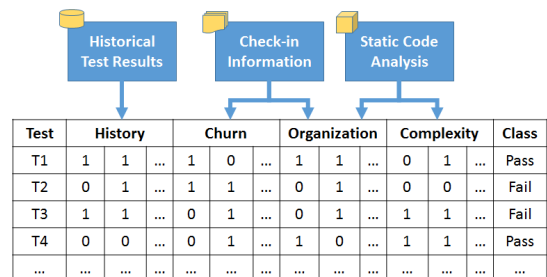 Historical Test Results
Check-in Information
Static Code Analysis
Test History Churn Organization Complexity Class
T1 1 1 ... 1 0 ... 1 1 ... 0 1 ... Pass
T2 0 1 ... 1 1 ... 0 1 ... 0 0 ... Fail
T3 1 1 ... 0 1 ... 0 1 ... 1 1 ... Fail
T4 0 0 ... 0 1 ... 1 0 ... 1 1 ... Pass
... ... ... ... ... ... ... ... ... ... ... ... ... ...